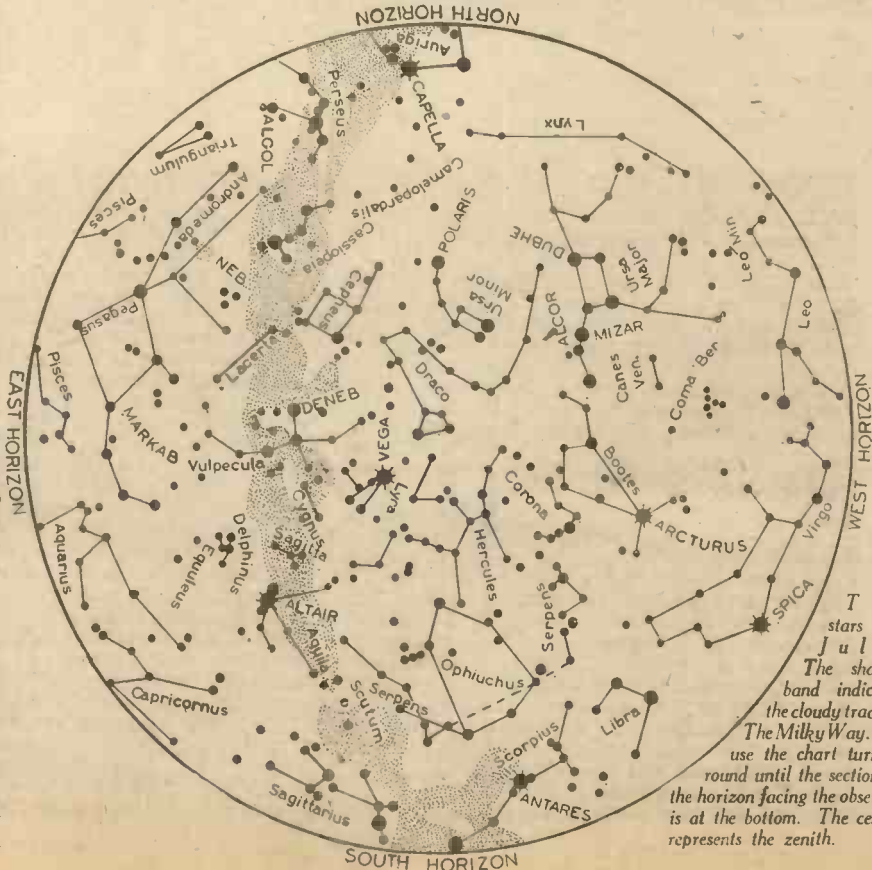 NORTH HORIZON
Auriga
CAPELLA
Perseus
ALGOL
Triangulum
Andromeda
Pisces
Lynx
Camelopardalis
Cassiopeia
POLARIS
DUBHE
Ursa
Major
Leo Min
NEB
Cepheus
Ursa
Minor
ALCOR
MIZAR
Leo
Pegasus
Lacerta
Draco
Canes
Ven.
Coma Ber
Pisces
EAST HORIZON
WEST HORIZON
MARKAB
DENEB
VEGA
Vulpecula
Lyra
Cygnus
Corona
Bootes
ARCTURUS
Virgo
Aquarius
Equuleus
Delphinus
Sagitta
Hercules
ALTAIR
Serpens
SPICA
Aquila
Ophiuchus
Capricornus
Serpens
Scutum
Libra
Scorpius
Sagittarius
ANTARES
SOUTH HORIZON
T
stars
Jul
The sha
band indic
the cloudy trac
The Milky Way.
use the chart turn
round until the section
the horizon facing the obse
is at the bottom. The ce
represents the zenith.